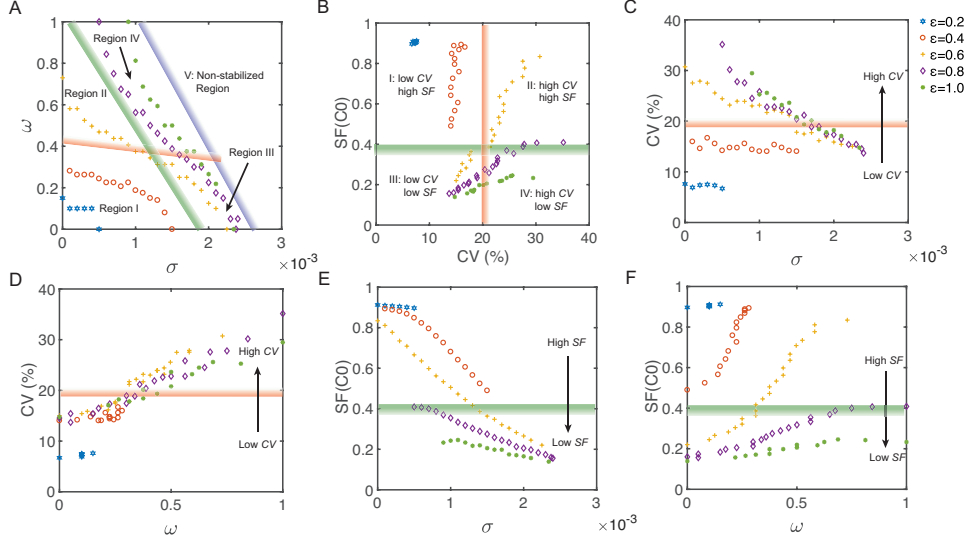 A
Region IV
V: Non-stabilized
Region
Region II
Region III
Region I
ω
1
0.8
0.6
0.4
0.2
0
0
1
2
3
σ
×10⁻³
B
I: low CV
high SF
II: high CV
high SF
III: low CV
low SF
IV: high CV
low SF
SF(C0)
1
0.8
0.6
0.4
0.2
0
0
10
20
30
40
CV (%)
C
High CV
Low CV
CV (%)
40
30
20
10
0
0
1
2
3
σ
×10⁻³
ε=0.2
ε=0.4
ε=0.6
ε=0.8
ε=1.0
D
High CV
Low CV
CV (%)
40
30
20
10
0
0
0.5
1
ω
E
High SF
Low SF
SF(C0)
1
0.8
0.6
0.4
0.2
0
0
1
2
3
σ
×10⁻³
F
High SF
Low SF
SF(C0)
1
0.8
0.6
0.4
0.2
0
0
0.5
1
ω